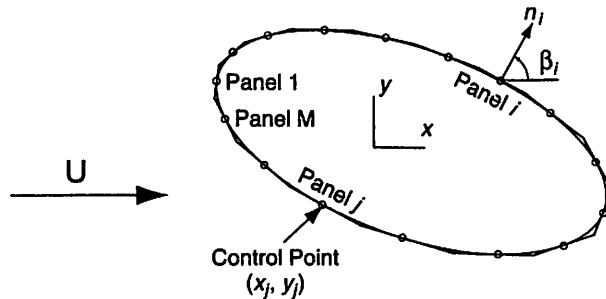 n_i
β_i
Panel 1
Panel i
y
Panel M
x
U
Panel j
Control Point
(x_j, y_j)